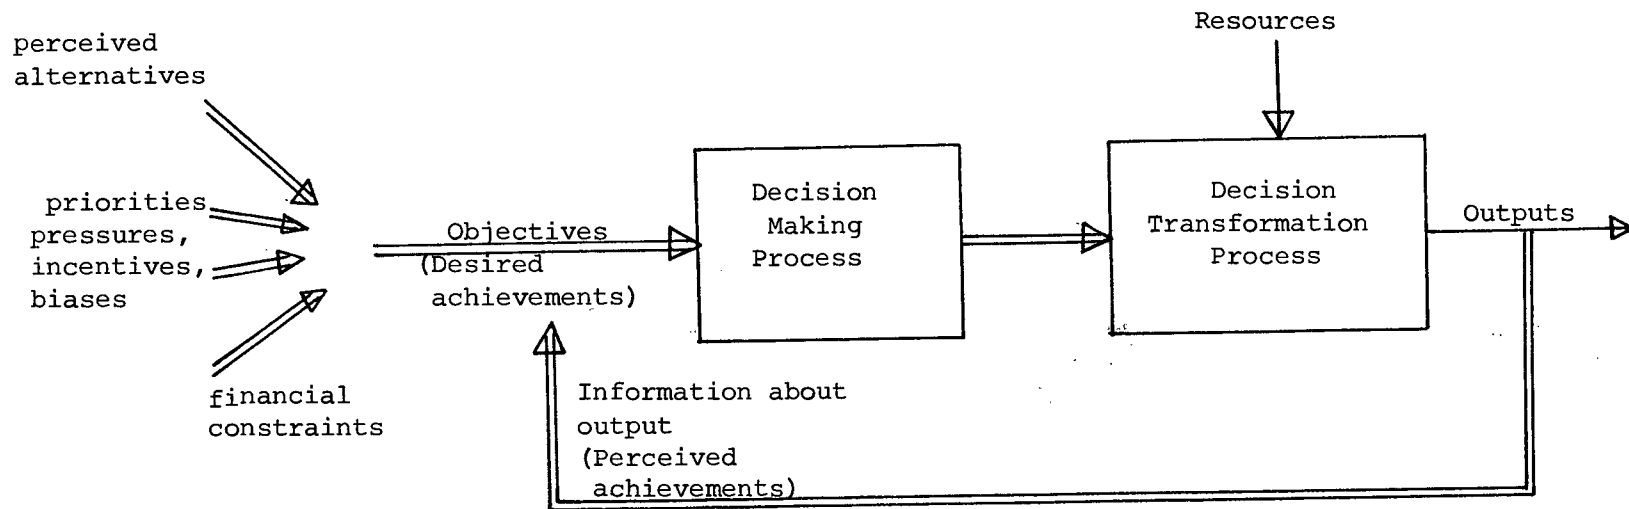 perceived
alternatives
priorities
pressures,
incentives,
biases
financial
constraints
Objectives
(Desired
achievements)
Information about
output
(Perceived
achievements)
Decision
Making
Process
Resources
Decision
Transformation
Process
Outputs